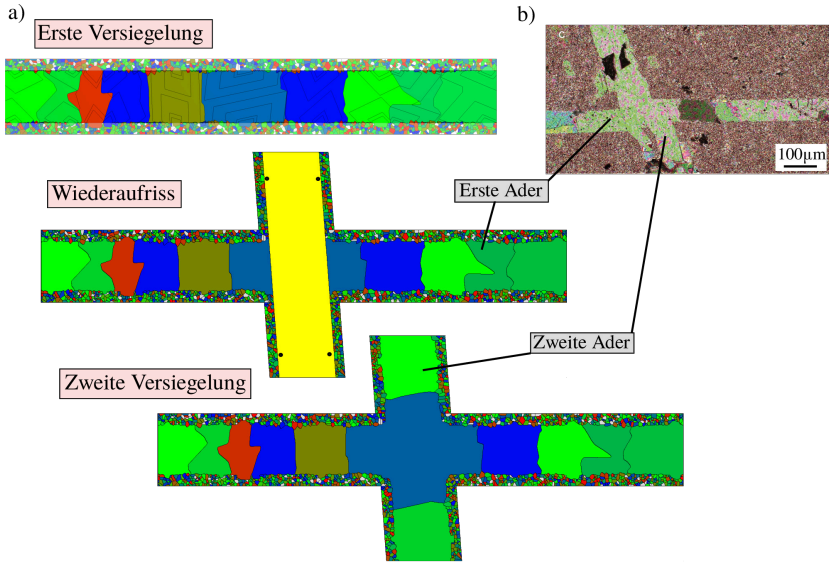 a)
b)
Erste Versiegelung
c
100μm
Wiederaufriss
Erste Ader
Zweite Ader
Zweite Versiegelung